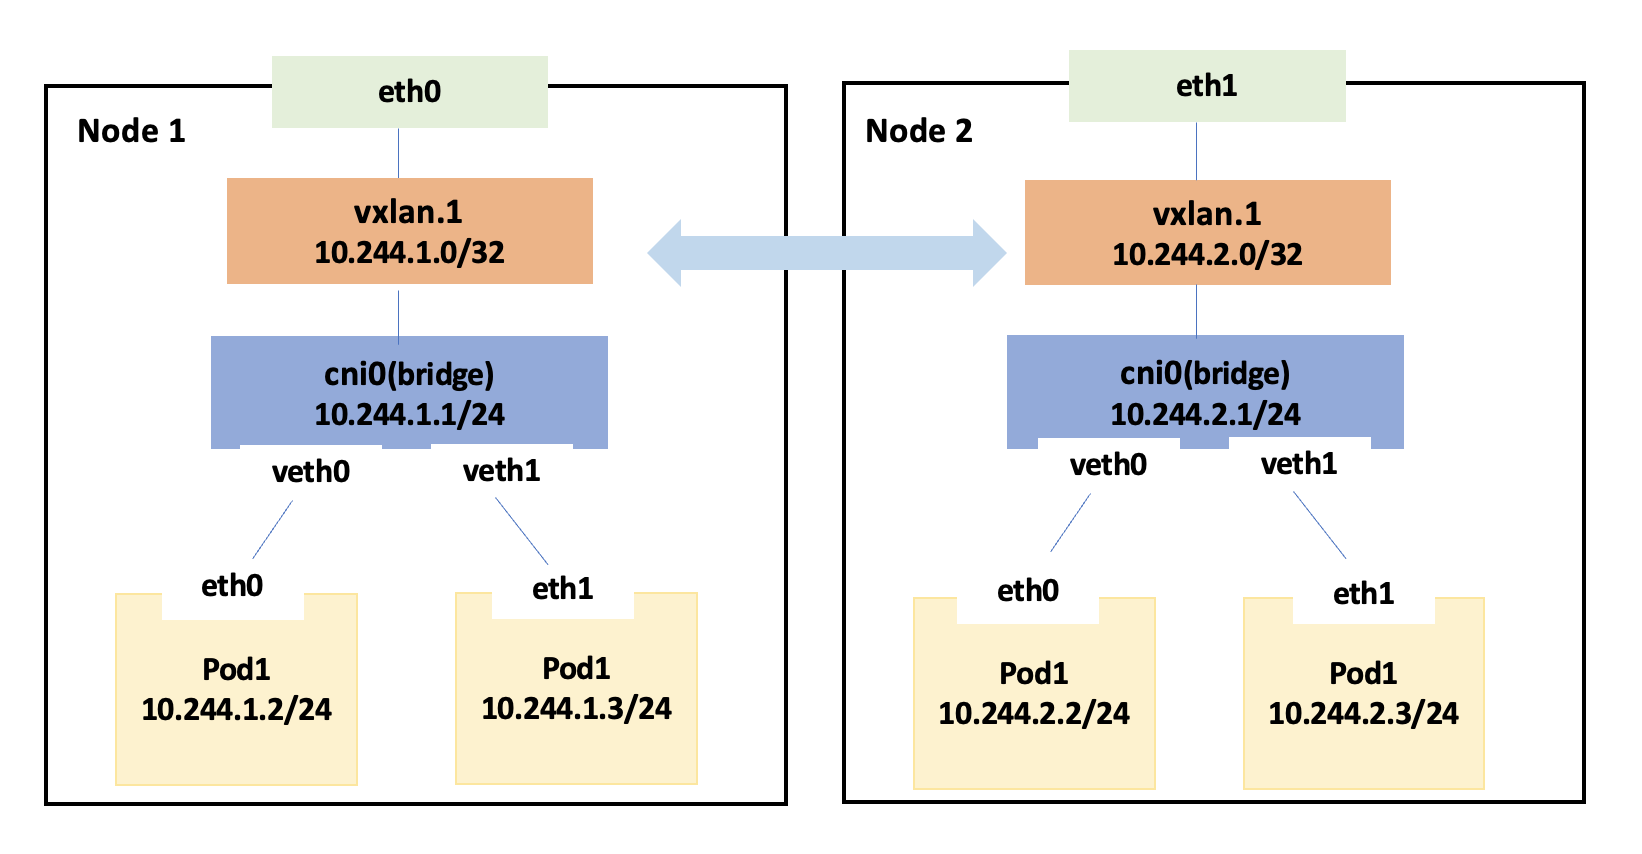 eth0
Node 1
vxlan.1
10.244.1.0/32
cni0(bridge)
10.244.1.1/24
veth0
veth1
eth0
eth1
Pod1
10.244.1.2/24
Pod1
10.244.1.3/24
eth1
Node 2
vxlan.1
10.244.2.0/32
cni0(bridge)
10.244.2.1/24
veth0
veth1
eth0
eth1
Pod1
10.244.2.2/24
Pod1
10.244.2.3/24